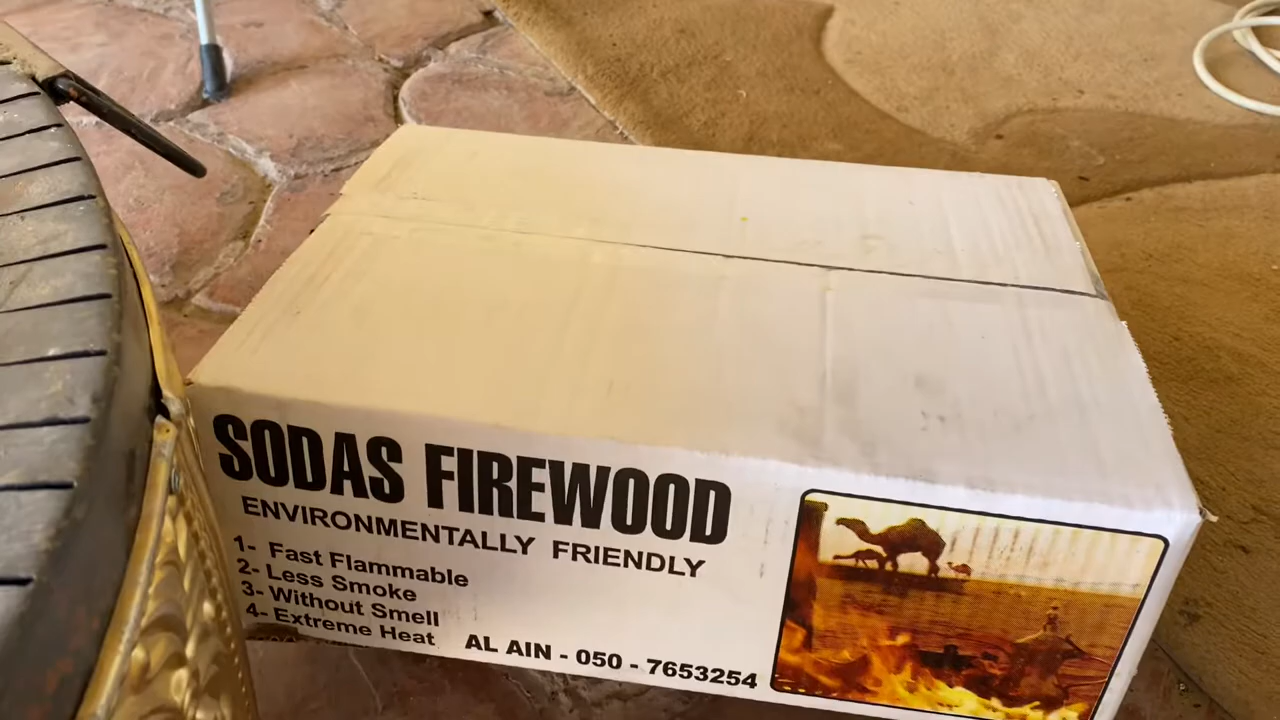 SODAS FIREWOOD
ENVIRONMENTALLY FRIENDLY
1- Fast Flammable
2- Less Smoke
3- Without Smell
4- Extreme Heat
AL AIN - 050 - 7653254